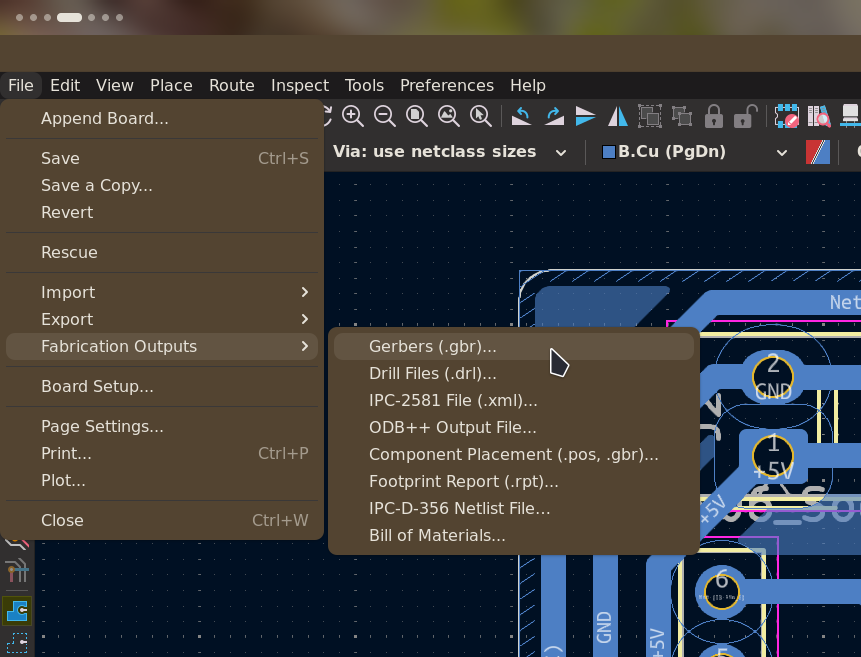 File Edit View Place Route Inspect Tools Preferences Help
Append Board...
Save Ctrl+S
Save a Copy...
Revert
Rescue
Import
Export
Fabrication Outputs
Board Setup...
Page Settings...
Print... Ctrl+P
Plot...
Close Ctrl+W
Via: use netclass sizes
B.Cu (PgDn)
Gerbers (.gbr)...
Drill Files (.drl)...
IPC-2581 File (.xml)...
ODB++ Output File...
Component Placement (.pos, .gbr)...
Footprint Report (.rpt)...
IPC-D-356 Netlist File...
Bill of Materials...
Net
2
GND
1
+5V
+5V
6
GND
+5V
5